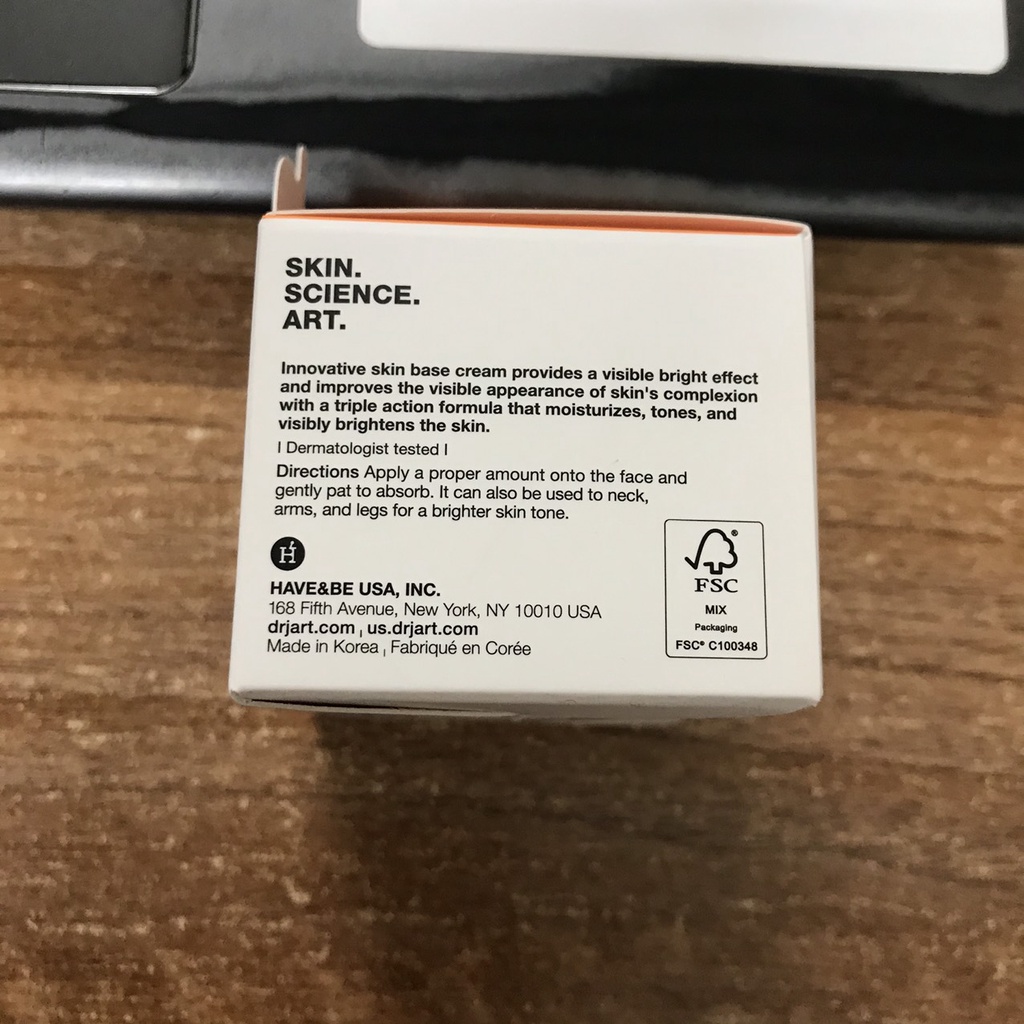 SKIN.
SCIENCE.
ART.
Innovative skin base cream provides a visible bright effect
and improves the visible appearance of skin's complexion
with a triple action formula that moisturizes, tones, and
visibly brightens the skin.
I Dermatologist tested I
Directions Apply a proper amount onto the face and
gently pat to absorb. It can also be used to neck,
arms, and legs for a brighter skin tone.
H
HAVE&BE USA, INC.
168 Fifth Avenue, New York, NY 10010 USA
drjart.com | us.drjart.com
Made in Korea | Fabriqué en Corée
®
FSC
MIX
Packaging
FSC® C100348